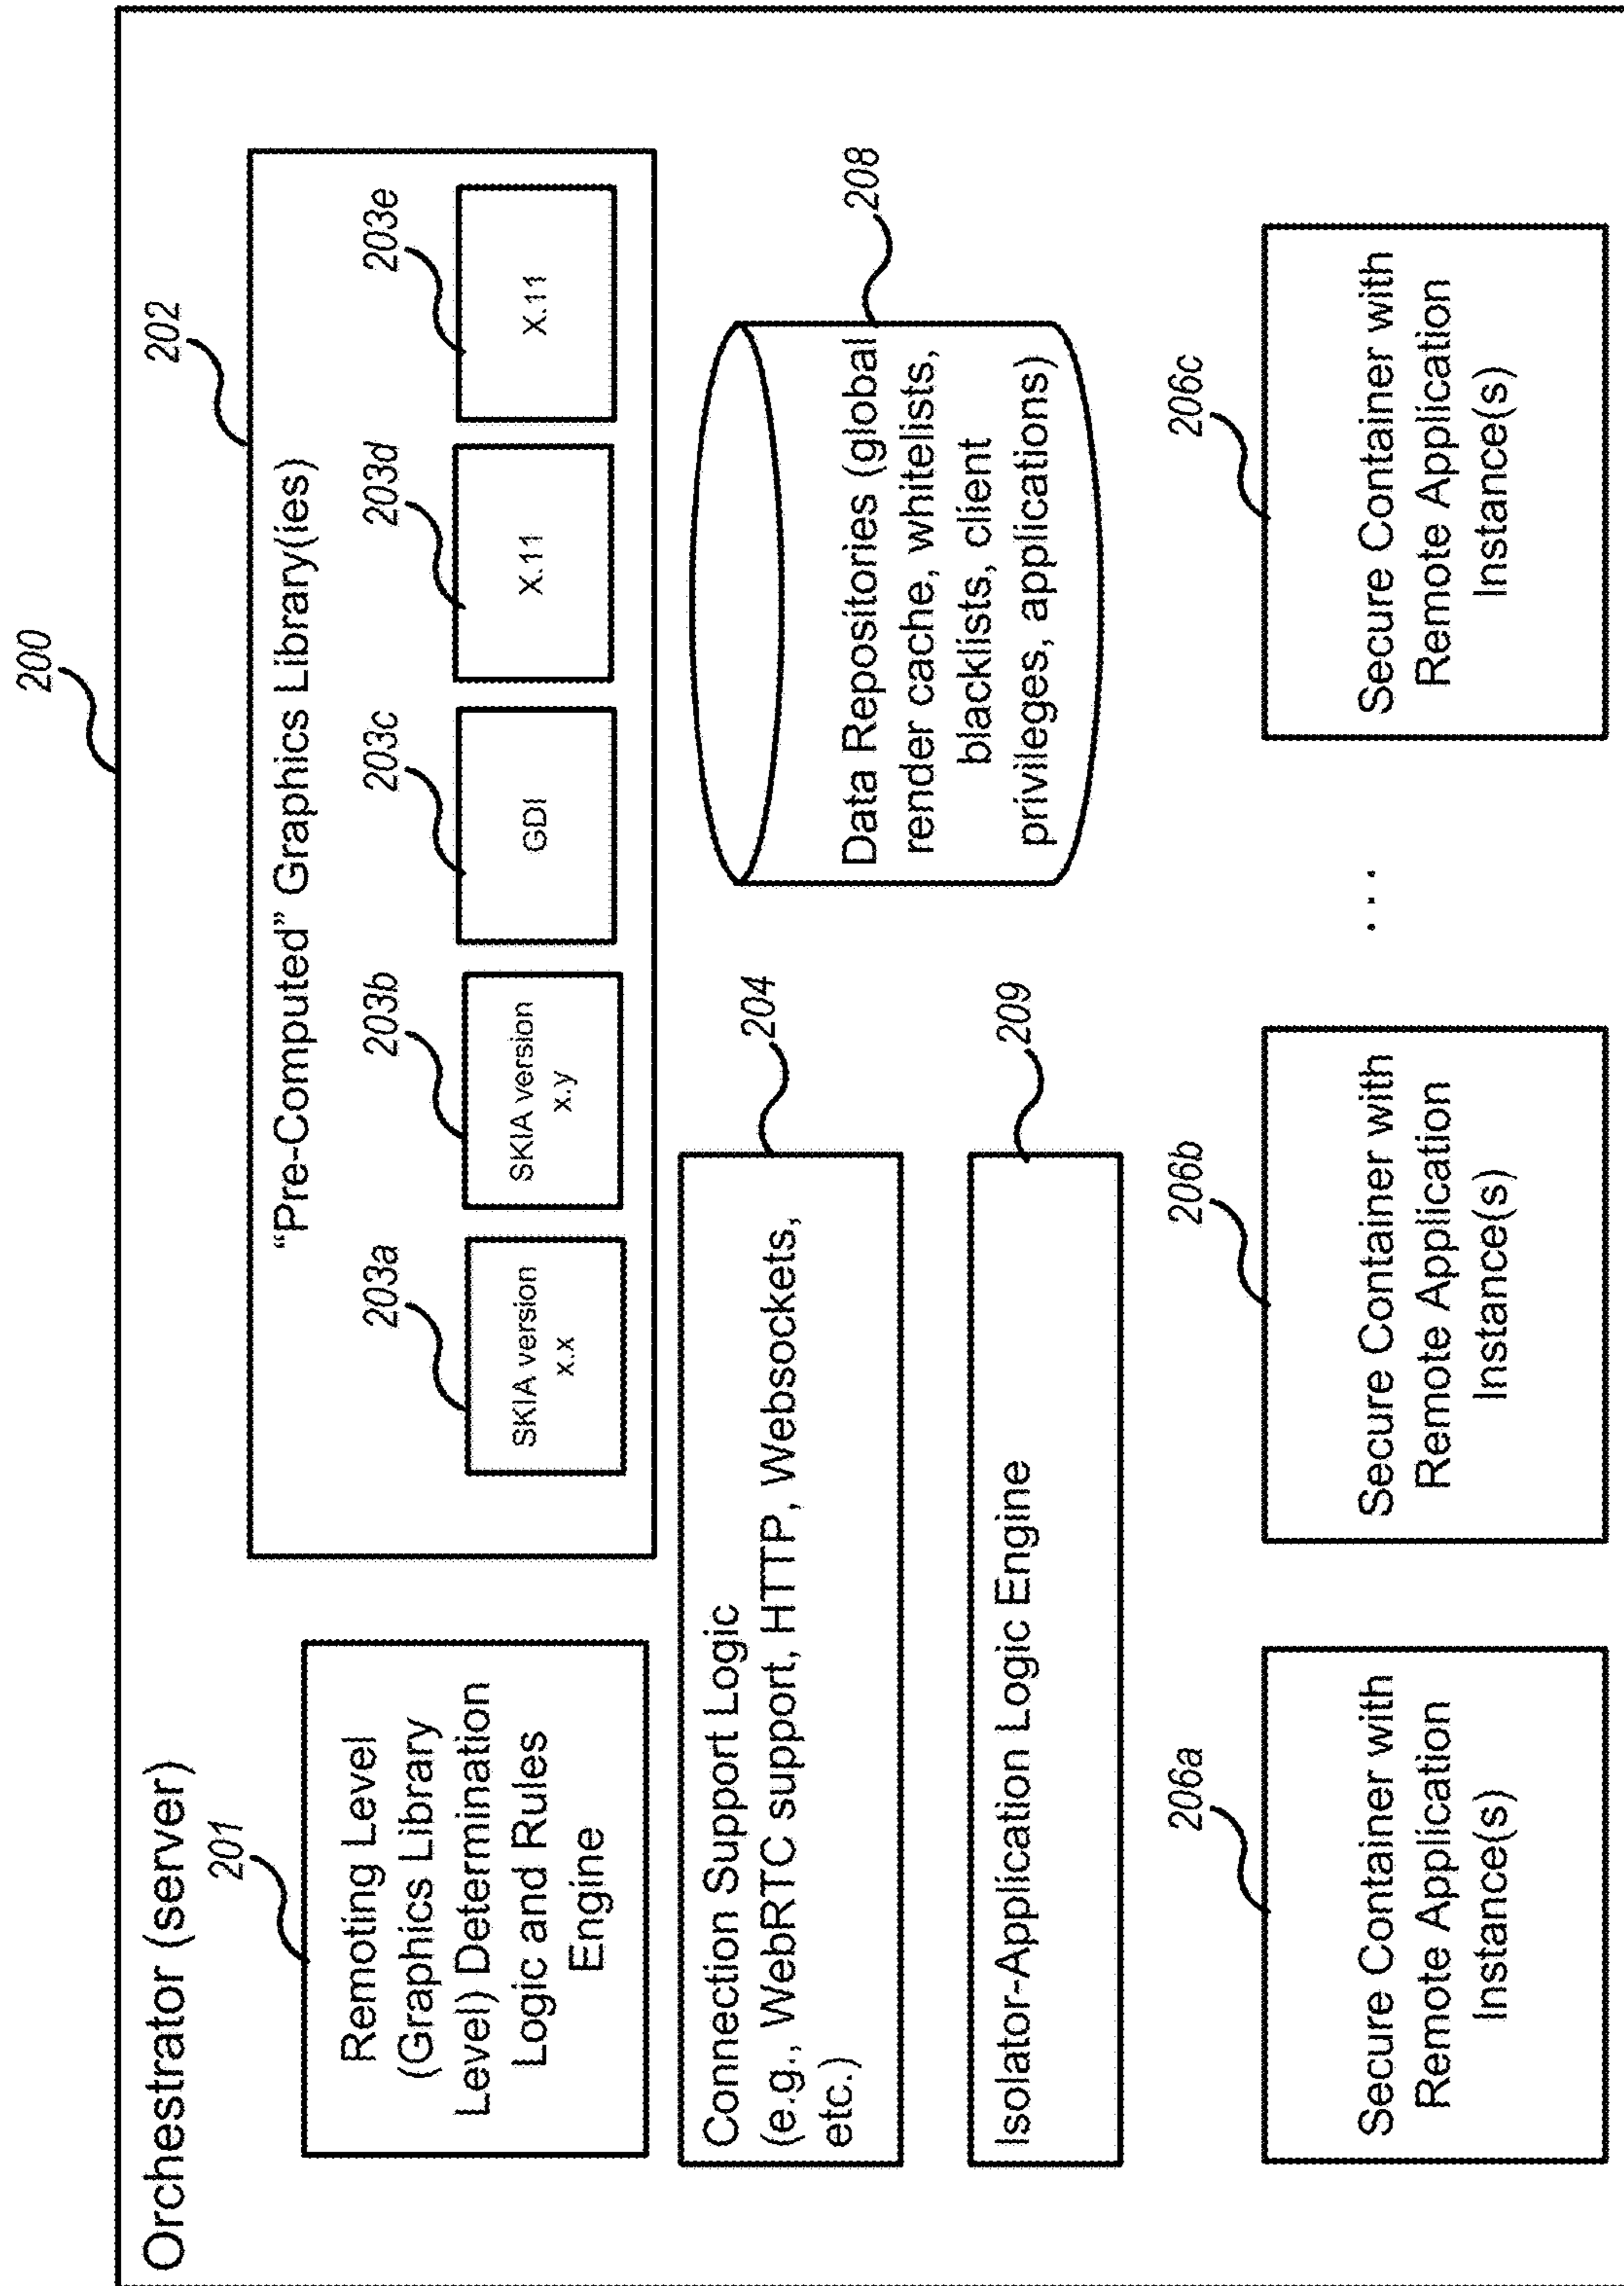 200
Orchestrator (server)
201
Remoting Level
(Graphics Library
Level) Determination
Logic and Rules
Engine
202
“Pre-Computed” Graphics Library(ies)
203a
SKIA version
x.x
203b
SKIA version
x.y
203c
GDI
203d
X.11
203e
X.11
204
Connection Support Logic
(e.g., WebRTC support, HTTP, Websockets,
etc.)
208
Data Repositories (global
render cache, whitelists,
blacklists, client
privileges, applications)
209
Isolator-Application Logic Engine
206a
Secure Container with
Remote Application
Instance(s)
206b
Secure Container with
Remote Application
Instance(s)
. . .
206c
Secure Container with
Remote Application
Instance(s)